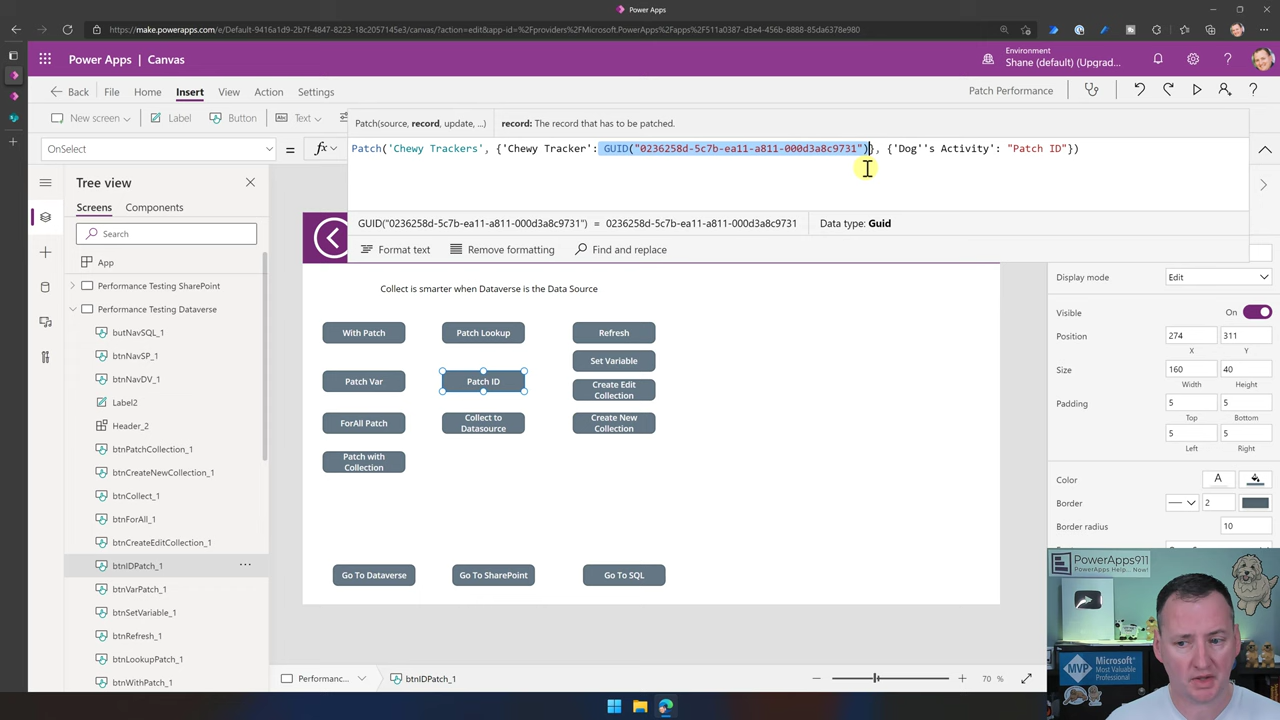 Power Apps
https://make.powerapps.com/e/Default-9416a1d9-2b7f-4847-8223-18c2057145e3/canvas/?action=edit&app-id=%2Fproviders%2FMicrosoft.PowerApps%2Fapps%2F511a0387-d3e4-456b-8888-85da519b6980
Power Apps | Canvas
Environment
Shane (default) (Upgrad...
Back File Home Insert View Action Settings
Patch Performance
New screen Label Button Text
Patch(source, record, update, ...) record: The record that has to be patched.
OnSelect = fx Patch('Chewy Trackers', {'Chewy Tracker': GUID("0236258d-5c7b-ea11-a811-000d3a8c9731")}, {'Dog''s Activity': "Patch ID"})
GUID("0236258d-5c7b-ea11-a811-000d3a8c9731") = 0236258d-5c7b-ea11-a811-000d3a8c9731 Data type: Guid
Format text Remove formatting Find and replace
Tree view
Screens Components
Search
App
Performance Testing SharePoint
Performance Testing Dataverse
butNavSQL_1
btnNavSP_1
btnNavDV_1
Label2
Header_2
btnPatchCollection_1
btnCreateNewCollection_1
btnCollect_1
btnForAll_1
btnCreateEditCollection_1
btnIDPatch_1
btnVarPatch_1
btnSetVariable_1
btnRefresh_1
btnLookupPatch_1
btnWithPatch_1
Collect is smarter when Dataverse is the Data Source
With Patch Patch Lookup Refresh
Set Variable
Patch Var Patch ID
Create Edit
Collection
ForAll Patch
Collect to
Datasource
Create New
Collection
Patch with
Collection
Go To Dataverse Go To SharePoint Go To SQL
Display mode Edit
Visible On
Position 274 311
X Y
Size 160 40
Width Height
Padding 5 5
Top Bottom
5 5
Left Right
Color A
Border 2
Border radius 10
PowerApps911
PowerApps Help... Now!
MVP Microsoft
Most Valuable
Professional
Performance... btnIDPatch_1
70 %